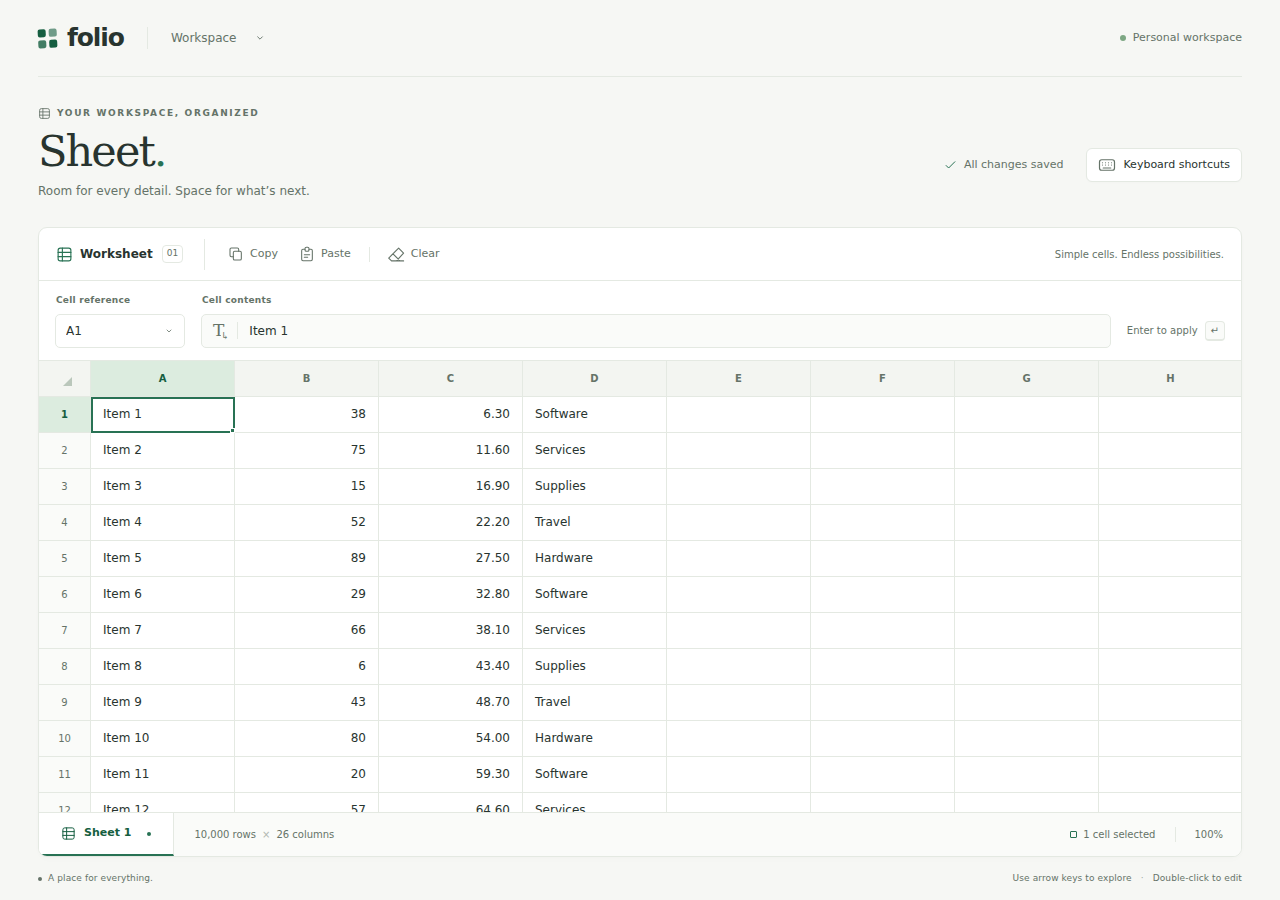 folio Workspace Personal workspace
YOUR WORKSPACE, ORGANIZED
Sheet.
All changes saved Keyboard shortcuts
Room for every detail. Space for what’s next.
Worksheet 01 Copy Paste Clear Simple cells. Endless possibilities.
Cell reference Cell contents
A1 T Item 1 Enter to apply ↵
A B C D E F G H
1 Item 1 38 6.30 Software
2 Item 2 75 11.60 Services
3 Item 3 15 16.90 Supplies
4 Item 4 52 22.20 Travel
5 Item 5 89 27.50 Hardware
6 Item 6 29 32.80 Software
7 Item 7 66 38.10 Services
8 Item 8 6 43.40 Supplies
9 Item 9 43 48.70 Travel
10 Item 10 80 54.00 Hardware
11 Item 11 20 59.30 Software
12 Item 12 57 64.60 Services
Sheet 1 10,000 rows × 26 columns 1 cell selected 100%
A place for everything. Use arrow keys to explore · Double-click to edit